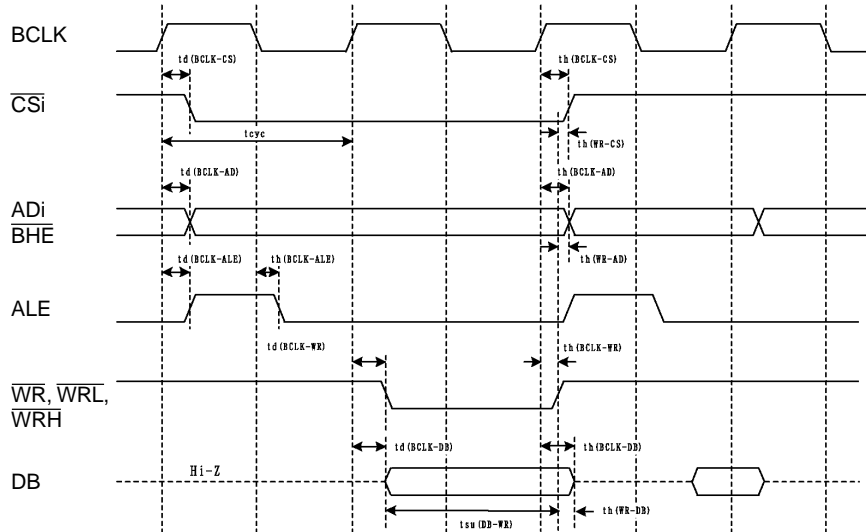 BCLK
td(BCLK-CS)
th(BCLK-CS)
CSi
tcyc
th(WR-CS)
td(BCLK-AD)
th(BCLK-AD)
ADi
BHE
td(BCLK-ALE)
th(BCLK-ALE)
th(WR-AD)
ALE
td(BCLK-WR)
th(BCLK-WR)
WR, WRL,
WRH
td(BCLK-DB)
th(BCLK-DB)
Hi-Z
DB
tsu(DB-WR)
th(WR-DB)